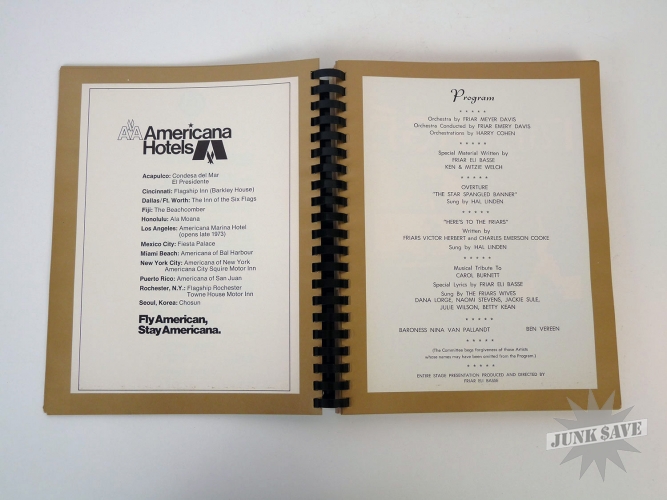 AA Americana
Hotels
Acapulco: Condesa del Mar
El Presidente
Cincinnati: Flagship Inn (Barkley House)
Dallas/Ft. Worth: The Inn of the Six Flags
Fiji: The Beachcomber
Honolulu: Ala Moana
Los Angeles: Americana Marina Hotel
(opens late 1973)
Mexico City: Fiesta Palace
Miami Beach: Americana of Bal Harbour
New York City: Americana of New York
Americana City Squire Motor Inn
Puerto Rico: Americana of San Juan
Rochester, N.Y.: Flagship Rochester
Towne House Motor Inn
Seoul, Korea: Chosun
Fly American,
Stay Americana.
Program
* * * * *
Orchestra by FRIAR MEYER DAVIS
Orchestra Conducted by FRIAR EMERY DAVIS
Orchestrations by HARRY COHEN
* * * * *
Special Material Written by
FRIAR ELI BASSE
KEN & MITZIE WELCH
* * * * *
OVERTURE
"THE STAR SPANGLED BANNER"
Sung by HAL LINDEN
* * * * *
"HERE'S TO THE FRIARS"
Written by
FRIARS VICTOR HERBERT and CHARLES EMERSON COOKE
Sung by HAL LINDEN
* * * * *
Musical Tribute To
CAROL BURNETT
Special Lyrics by FRIAR ELI BASSE
Sung By THE FRIARS WIVES
DANA LORGE, NAOMI STEVENS, JACKIE SULE,
JULIE WILSON, BETTY KEAN
* * * * *
BARONESS NINA VAN PALLANDT BEN VEREEN
* * * * *
(The Committee begs forgiveness of those Artists
whose names may have been omitted from the Program.)
* * * * *
ENTIRE STAGE PRESENTATION PRODUCED AND DIRECTED BY
FRIAR ELI BASSE
JUNK SAVE